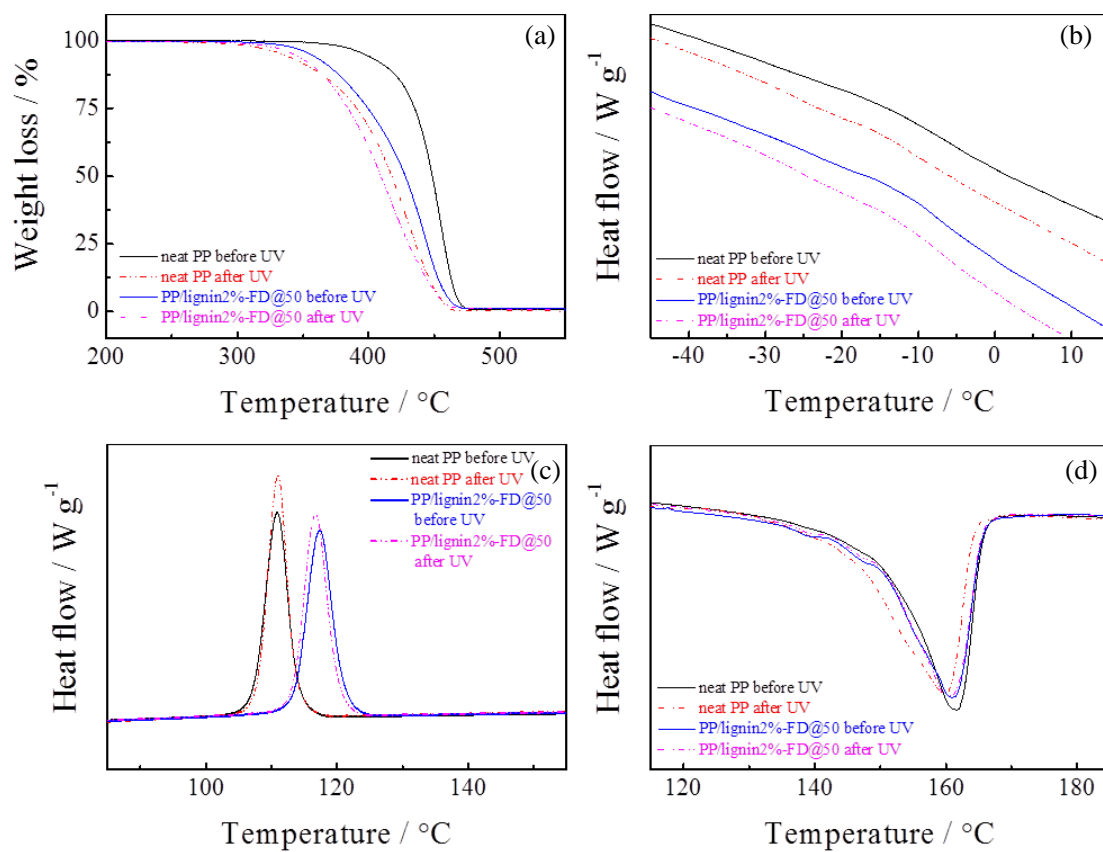 (a)
Weight loss / %
100
75
50
25
0
neat PP before UV
neat PP after UV
PP/lignin2%-FD@50 before UV
PP/lignin2%-FD@50 after UV
200 300 400 500
Temperature / °C
(b)
Heat flow / W g-1
neat PP before UV
neat PP after UV
PP/lignin2%-FD@50 before UV
PP/lignin2%-FD@50 after UV
-40 -30 -20 -10 0 10
Temperature / °C
(c)
Heat flow / W g-1
neat PP before UV
neat PP after UV
PP/lignin2%-FD@50
before UV
PP/lignin2%-FD@50
after UV
100 120 140
Temperature / °C
(d)
Heat flow / W g-1
neat PP before UV
neat PP after UV
PP/lignin2%-FD@50 before UV
PP/lignin2%-FD@50 after UV
120 140 160 180
Temperature / °C